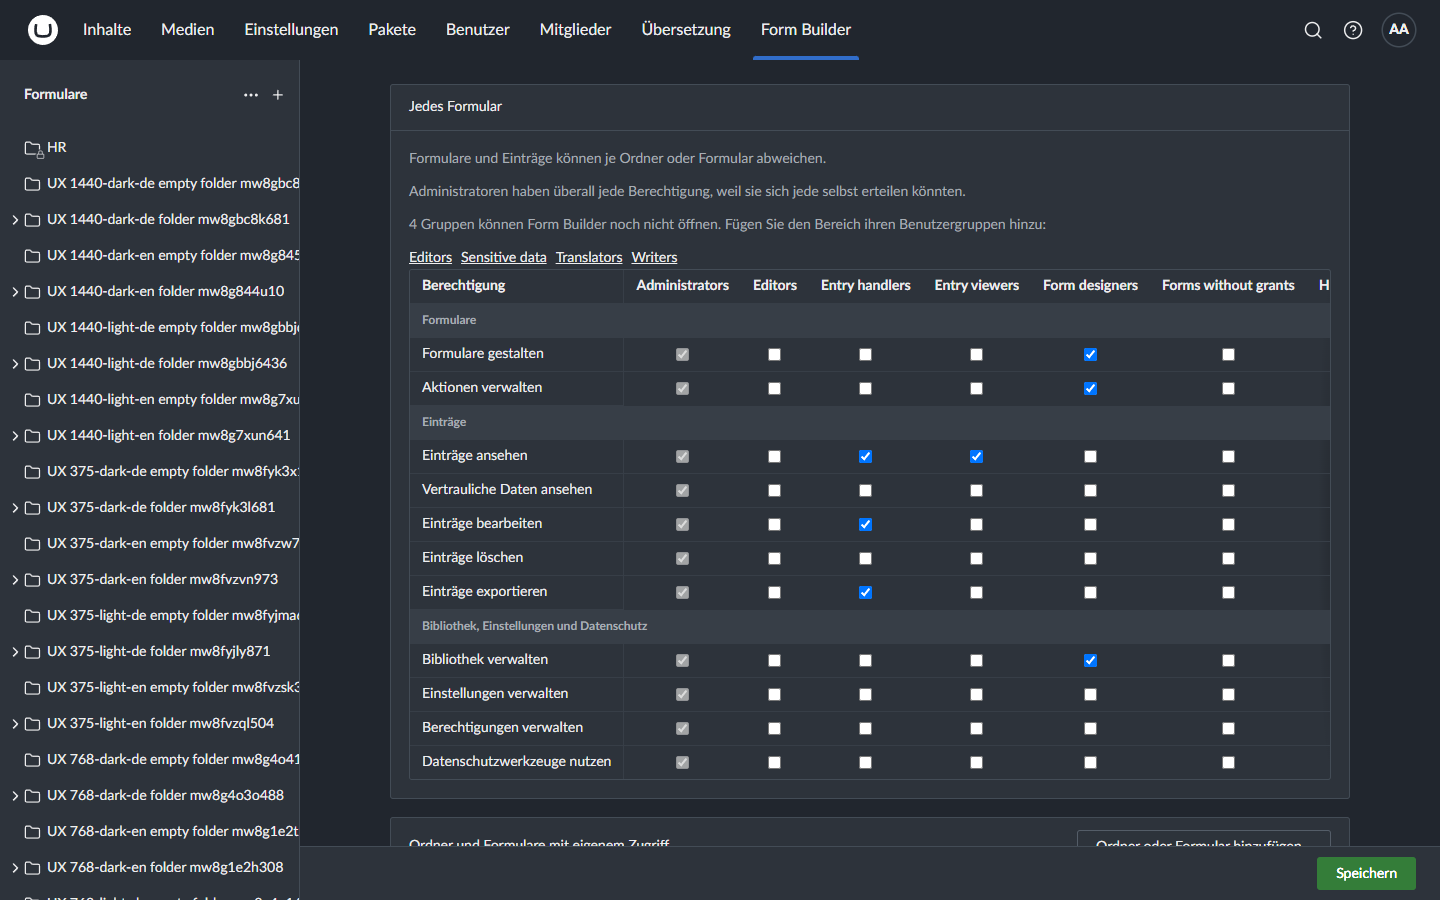 Inhalte Medien Einstellungen Pakete Benutzer Mitglieder Übersetzung Form Builder AA
Formulare
HR
UX 1440-dark-de empty folder mw8gbc8
UX 1440-dark-de folder mw8gbc8k681
UX 1440-dark-en empty folder mw8g845
UX 1440-dark-en folder mw8g844u10
UX 1440-light-de empty folder mw8gbbj
UX 1440-light-de folder mw8gbbj6436
UX 1440-light-en empty folder mw8g7xu
UX 1440-light-en folder mw8g7xun641
UX 375-dark-de empty folder mw8fyk3x
UX 375-dark-de folder mw8fyk3l681
UX 375-dark-en empty folder mw8fvzw7
UX 375-dark-en folder mw8fvzvn973
UX 375-light-de empty folder mw8fyjma
UX 375-light-de folder mw8fyjly871
UX 375-light-en empty folder mw8fvzsk3
UX 375-light-en folder mw8fvzql504
UX 768-dark-de empty folder mw8g4o41
UX 768-dark-de folder mw8g4o3o488
UX 768-dark-en empty folder mw8g1e2t
UX 768-dark-en folder mw8g1e2h308
Jedes Formular
Formulare und Einträge können je Ordner oder Formular abweichen.
Administratoren haben überall jede Berechtigung, weil sie sich jede selbst erteilen könnten.
4 Gruppen können Form Builder noch nicht öffnen. Fügen Sie den Bereich ihren Benutzergruppen hinzu:
Editors Sensitive data Translators Writers
Berechtigung Administrators Editors Entry handlers Entry viewers Form designers Forms without grants H
Formulare
Formulare gestalten
Aktionen verwalten
Einträge
Einträge ansehen
Vertrauliche Daten ansehen
Einträge bearbeiten
Einträge löschen
Einträge exportieren
Bibliothek, Einstellungen und Datenschutz
Bibliothek verwalten
Einstellungen verwalten
Berechtigungen verwalten
Datenschutzwerkzeuge nutzen
Ordner und Formulare mit eigenem Zugriff Ordner oder Formular hinzufügen
Speichern